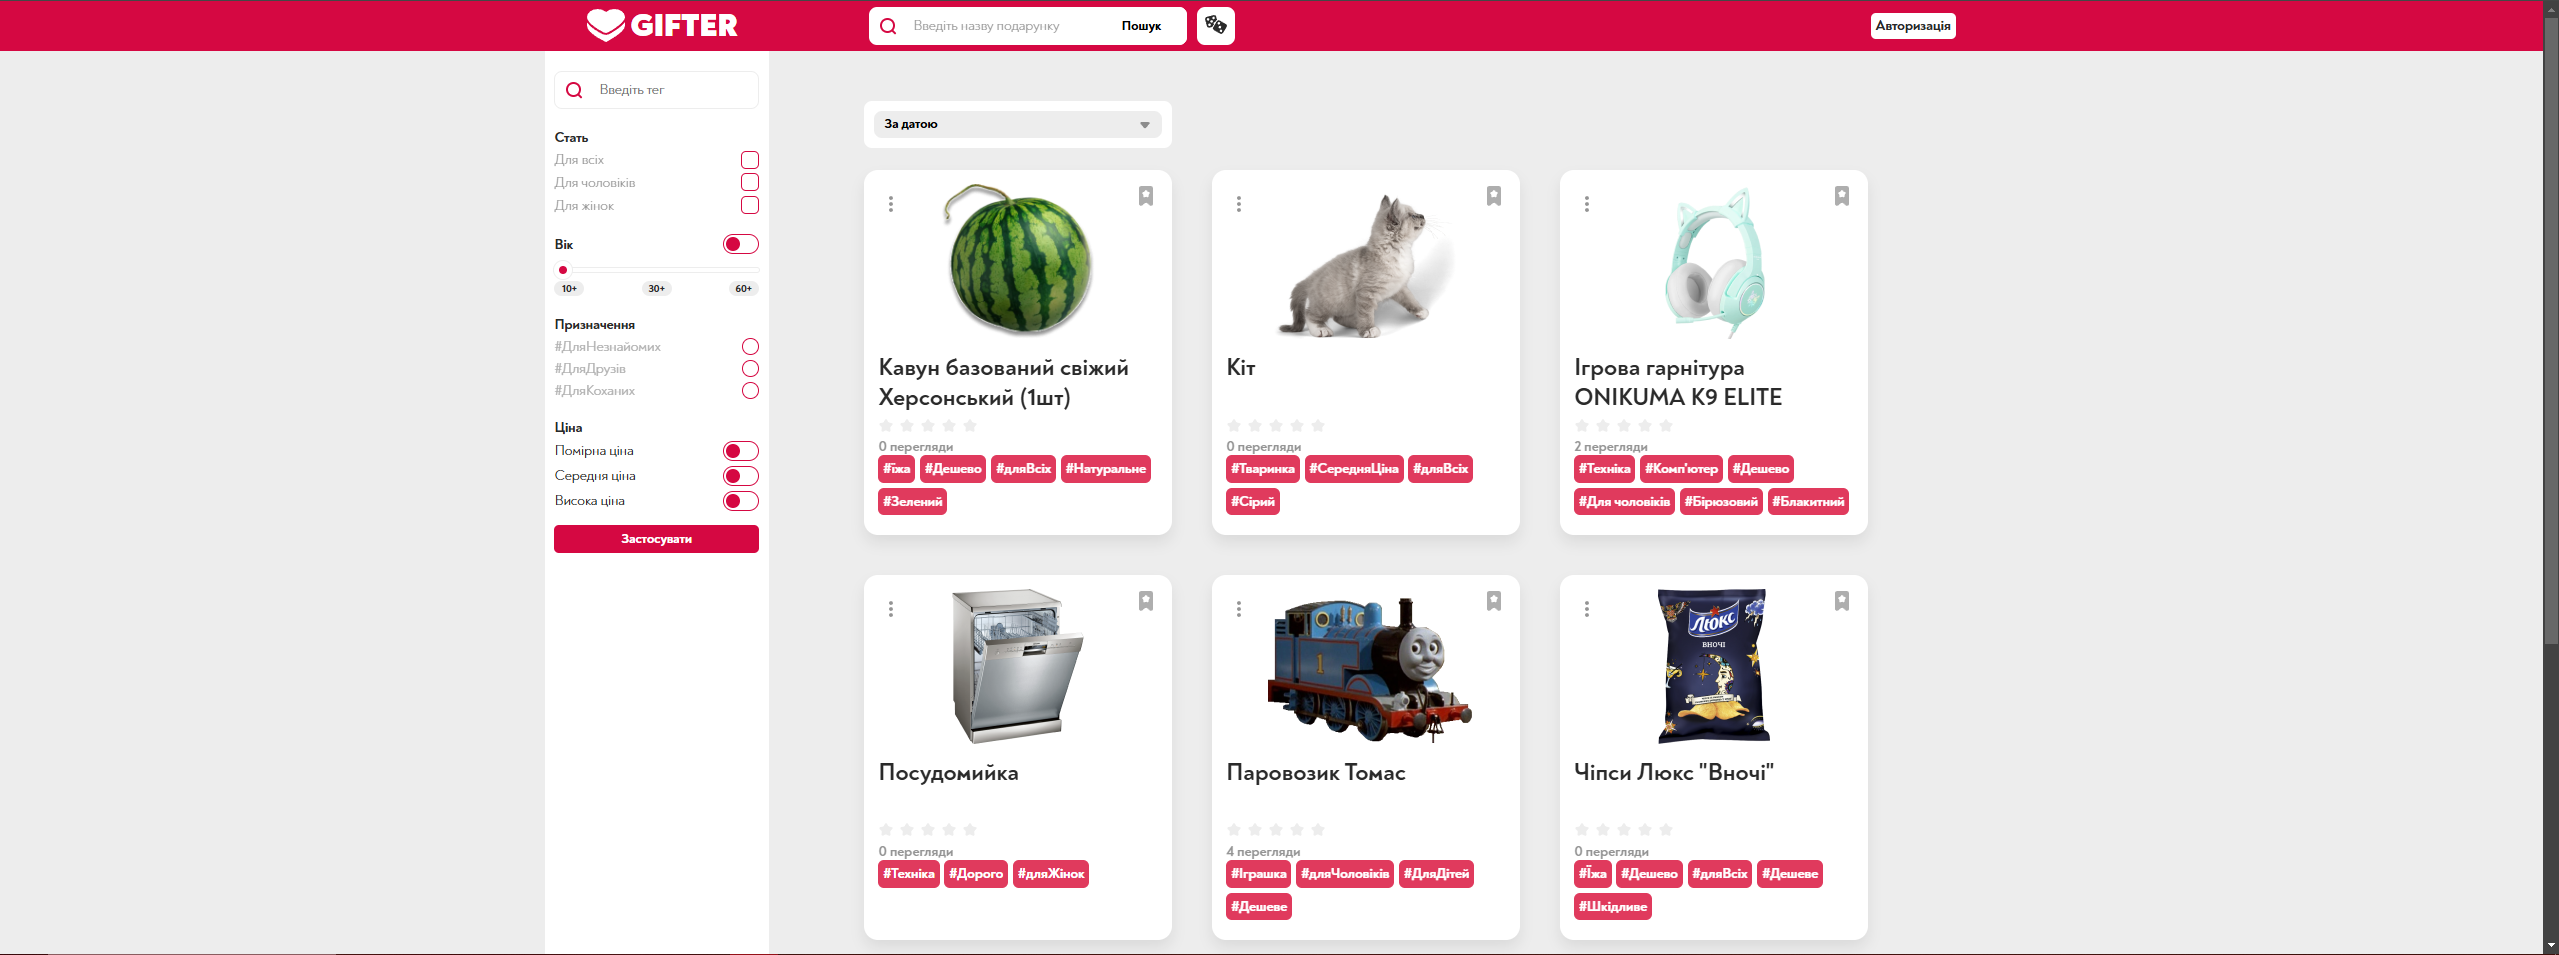 GIFTER
Введіть назву подарунку
Пошук
Авторизація
Введіть тег
Стать
Для всіх
Для чоловіків
Для жінок
Вік
10+ 30+ 60+
Призначення
#ДляНезнайомих
#ДляДрузів
#ДляКоханих
Ціна
Помірна ціна
Середня ціна
Висока ціна
Застосувати
За датою
Кавун базований свіжий
Херсонський (1шт)
0 перегляди
#їжа #Дешево #дляВсіх #Натуральне
#Зелений
Кіт
0 перегляди
#Тваринка #СередняЦіна #дляВсіх
#Сірий
Ігрова гарнітура
ONIKUMA K9 ELITE
2 перегляди
#Техніка #Комп'ютер #Дешево
#Для чоловіків #Бірюзовий #Блакитний
Посудомийка
0 перегляди
#Техніка #Дорого #дляЖінок
1
Паровозик Томас
4 перегляди
#Іграшка #дляЧоловіків #ДляДітей
#Дешеве
Люкс
ВНОЧІ
Чіпси Люкс "Вночі"
0 перегляди
#Їжа #Дешево #дляВсіх #Дешеве
#Шкідливе